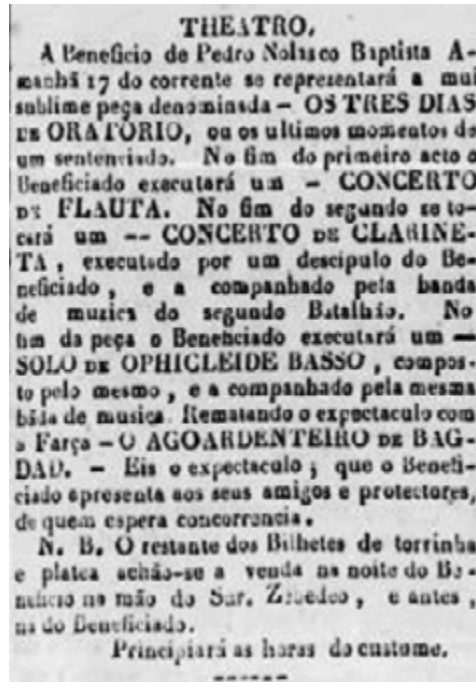 THEATRO.
A Beneficio de Pedro Nolasco Baptista A-
manhã 17 do corrente se representará a mui
sublime peça denominada — OS TRES DIAS
DE ORATORIO, ou os ultimos momentos de
um sentenciado. No fim do primeiro acto o
Beneficiado executará um — CONCERTO
DE FLAUTA. No fim do segundo se to-
cará um -- CONCERTO DE CLARINE-
TA, executado por um descipulo do Be-
neficiado, e a companhado pela banda
de muzica do segundo Batalhão. No
fim da peça o Beneficiado executará um —
SOLO DE OPHICLEIDE BASSO, compos-
to pelo mesmo, e a companhado pela mesma
bãda de musica. Rematando o expectaculo com
a Farça — O AGOARDENTEIRO DE BAG-
DAD. — Eis o expectaculo; que o Benefi-
ciado apresenta aos seus amigos e protectores,
de quem espera concorrencia.
N. B. O restante dos Bilhetes de torrinha
e platea achão-se a venda na noite do Be-
neficio na mão do Snr. Zebedeo, e antes,
na do Beneficiado.
Principiará as horas do custume.